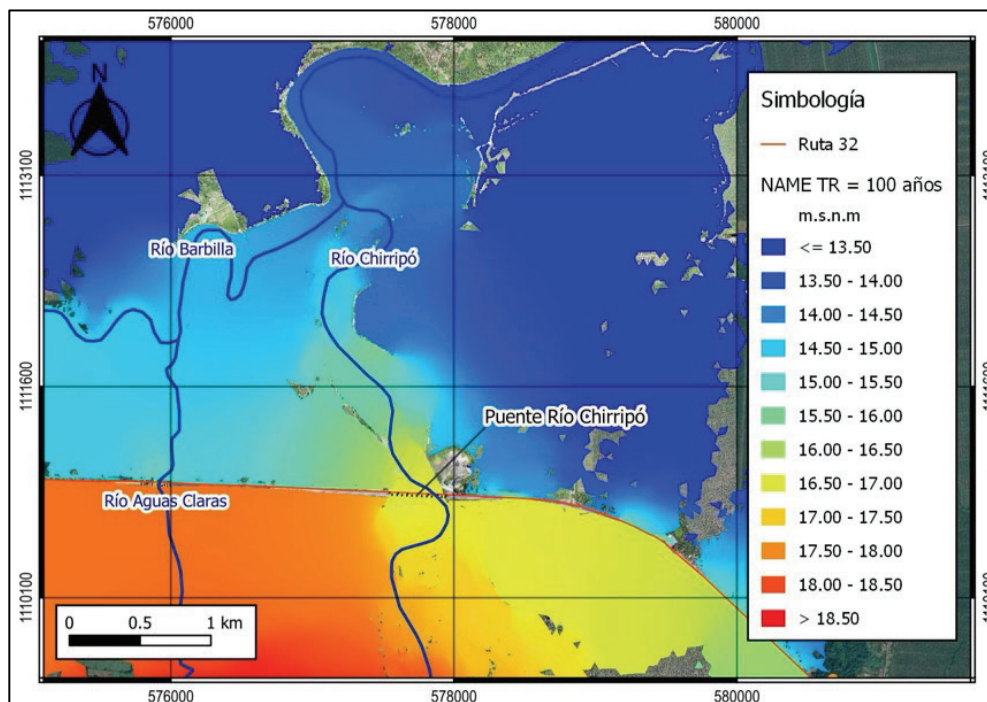 576000
578000
580000
N
Simbología
Ruta 32
NAME TR = 100 años
m.s.n.m
<= 13.50
13.50 - 14.00
14.00 - 14.50
14.50 - 15.00
15.00 - 15.50
15.50 - 16.00
16.00 - 16.50
16.50 - 17.00
17.00 - 17.50
17.50 - 18.00
18.00 - 18.50
> 18.50
1113100
1113100
Río Barbilla
Río Chirripó
1111600
1111600
Puente Río Chirripó
Río Aguas Claras
1110100
1110100
0
0.5
1 km
576000
578000
580000